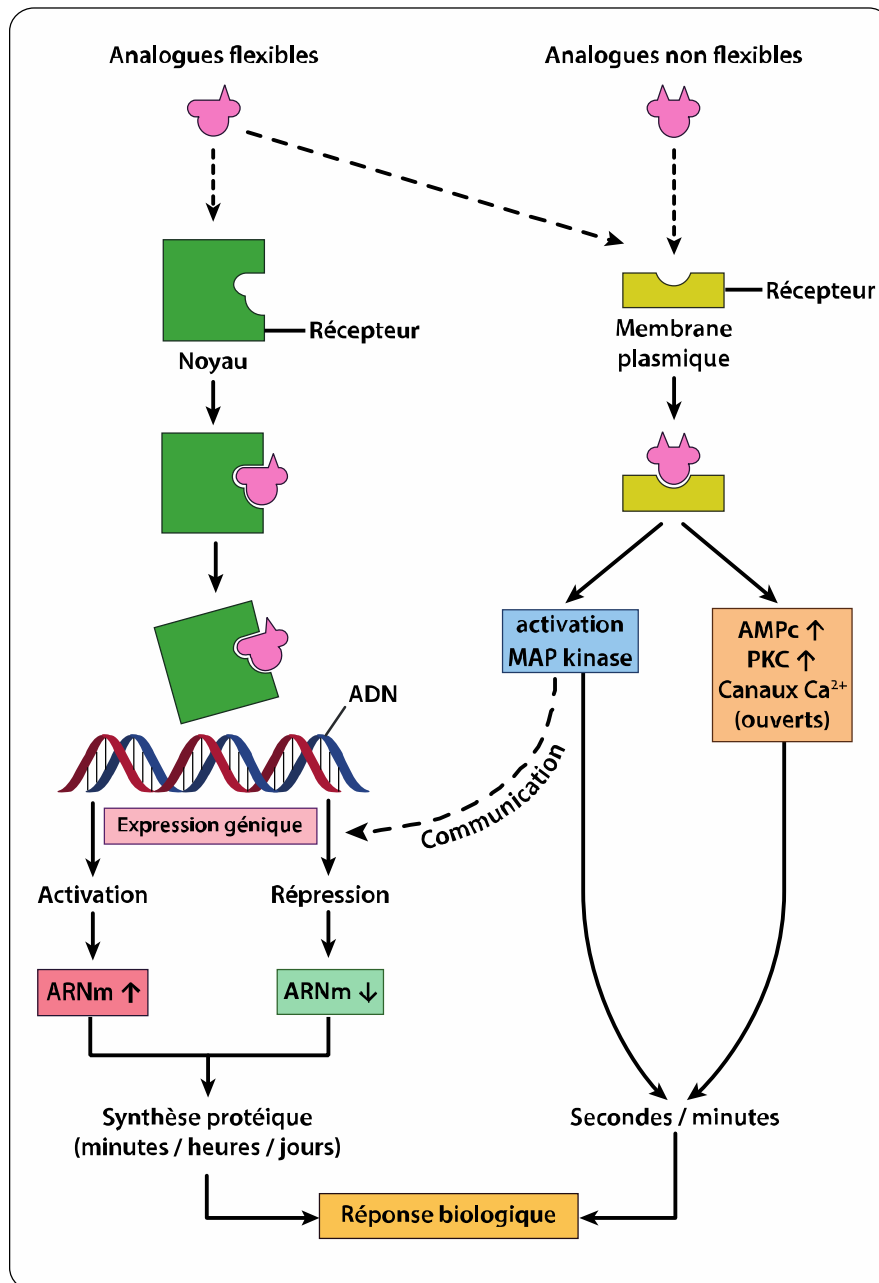 Analogues flexibles
Analogues non flexibles
Récepteur
Noyau
Récepteur
Membrane
plasmique
activation
MAP kinase
AMPc ↑
PKC ↑
Canaux Ca²⁺
(ouverts)
ADN
Communication
Expression génique
Activation
Répression
ARNm ↑
ARNm ↓
Synthèse protéique
(minutes / heures / jours)
Secondes / minutes
Réponse biologique